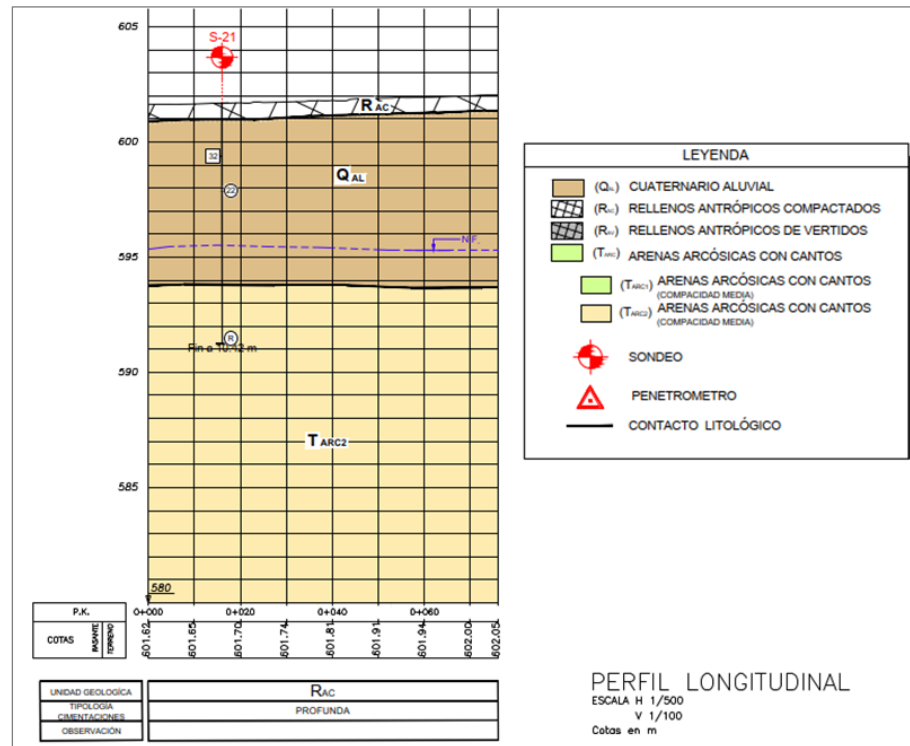 605
S-21
RAC
600
32
QAL
22
595
N.F.
R
Fin a 10.42 m
590
TARC2
585
580
LEYENDA
(QAL) CUATERNARIO ALUVIAL
(RAC) RELLENOS ANTRÓPICOS COMPACTADOS
(RAV) RELLENOS ANTRÓPICOS DE VERTIDOS
(TARC) ARENAS ARCÓSICAS CON CANTOS
(TARC1) ARENAS ARCÓSICAS CON CANTOS
(COMPACIDAD MEDIA)
(TARC2) ARENAS ARCÓSICAS CON CANTOS
(COMPACIDAD MEDIA)
SONDEO
PENETROMETRO
CONTACTO LITOLÓGICO
P.K. 0+000 0+020 0+040 0+060
COTAS RASANTE TERRENO 601.62 601.65 601.70 601.74 601.81 601.91 601.94 602.00 602.05
UNIDAD GEOLOGÍCA RAC
TIPOLOGÍA CIMENTACIONES PROFUNDA
OBSERVACIÓN
PERFIL LONGITUDINAL
ESCALA H 1/500
V 1/100
Cotas en m